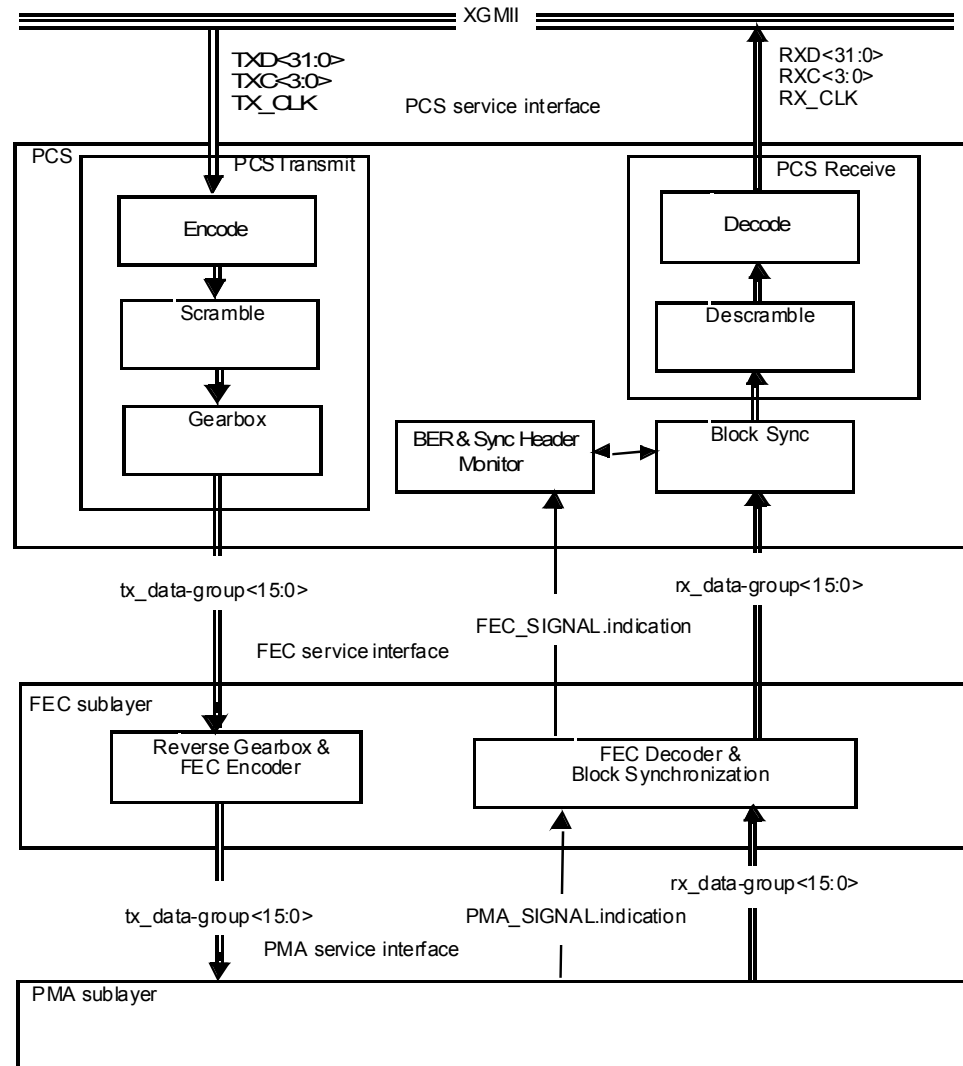 XGMII
TXD<31:0>
TXC<3:0>
TX_CLK
RXD<31:0>
RXC<3:0>
RX_CLK
PCS service interface
PCS
PCS Transmit
PCS Receive
Encode
Decode
Scramble
Descramble
Gearbox
BER & Sync Header
Monitor
Block Sync
tx_data-group<15:0>
rx_data-group<15:0>
FEC_SIGNAL.indication
FEC service interface
FEC sublayer
Reverse Gearbox &
FEC Encoder
FEC Decoder &
Block Synchronization
rx_data-group<15:0>
tx_data-group<15:0>
PMA_SIGNAL.indication
PMA service interface
PMA sublayer